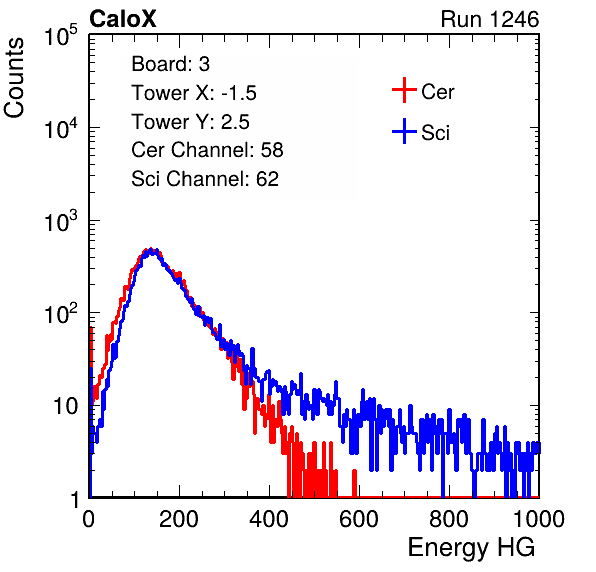 CaloX Run 1246
Counts
10^5
10^4
10^3
10^2
10
1
Board: 3
Tower X: -1.5
Tower Y: 2.5
Cer Channel: 58
Sci Channel: 62
Cer
Sci
0 200 400 600 800 1000
Energy HG